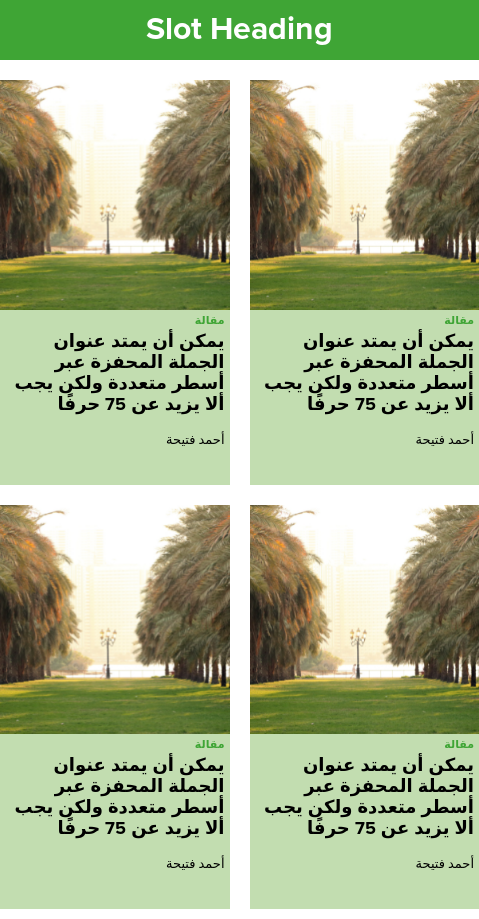 Slot Heading
مقالة
يمكن أن يمتد عنوان
الجملة المحفزة عبر
أسطر متعددة ولكن يجب
ألا يزيد عن 75 حرفًا
أحمد فتيحة
مقالة
يمكن أن يمتد عنوان
الجملة المحفزة عبر
أسطر متعددة ولكن يجب
ألا يزيد عن 75 حرفًا
أحمد فتيحة
مقالة
يمكن أن يمتد عنوان
الجملة المحفزة عبر
أسطر متعددة ولكن يجب
ألا يزيد عن 75 حرفًا
أحمد فتيحة
مقالة
يمكن أن يمتد عنوان
الجملة المحفزة عبر
أسطر متعددة ولكن يجب
ألا يزيد عن 75 حرفًا
أحمد فتيحة